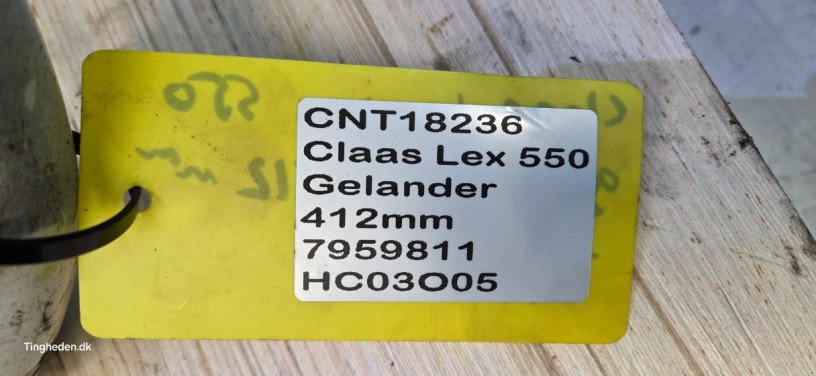 CNT18236
Claas Lex 550
Gelander
412mm
7959811
HC03O05
Tingheden.dk